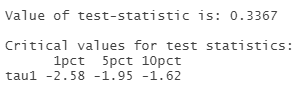 Value of test-statistic is: 0.3367
Critical values for test statistics:
1pct 5pct 10pct
tau1 -2.58 -1.95 -1.62